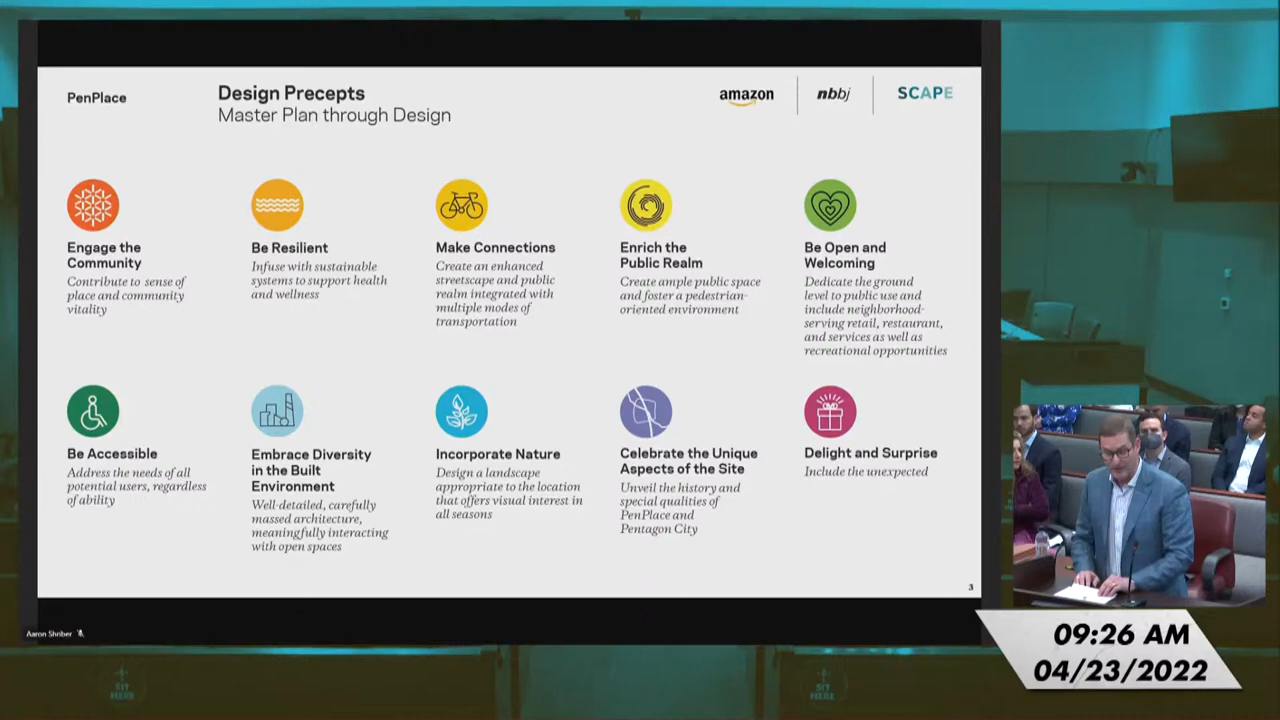 PenPlace
Design Precepts
Master Plan through Design
amazon
nbbj
SCAPE
Engage the
Community
Contribute to sense of
place and community
vitality
Be Resilient
Infuse with sustainable
systems to support health
and wellness
Make Connections
Create an enhanced
streetscape and public
realm integrated with
multiple modes of
transportation
Enrich the
Public Realm
Create ample public space
and foster a pedestrian-
oriented environment
Be Open and
Welcoming
Dedicate the ground
level to public use and
include neighborhood-
serving retail, restaurant,
and services as well as
recreational opportunities
Be Accessible
Address the needs of all
potential users, regardless
of ability
Embrace Diversity
in the Built
Environment
Well-detailed, carefully
massed architecture,
meaningfully interacting
with open spaces
Incorporate Nature
Design a landscape
appropriate to the location
that offers visual interest in
all seasons
Celebrate the Unique
Aspects of the Site
Unveil the history and
special qualities of
PenPlace and
Pentagon City
Delight and Surprise
Include the unexpected
3
Aaron Shriber
09:26 AM
04/23/2022
SIT
HERE
SIT
HERE